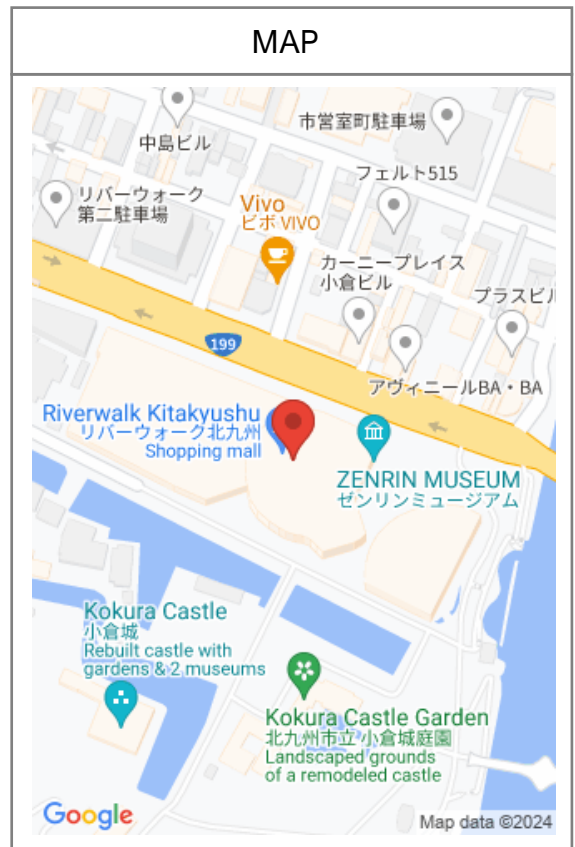 MAP
市営室町駐車場
中島ビル
フェルト515
リバーウォーク
第二駐車場
Vivo
ビボ VIVO
カーニープレイス
小倉ビル
プラスビル
199
アヴィニールBA・BA
Riverwalk Kitakyushu
リバーウォーク北九州
Shopping mall
ZENRIN MUSEUM
ゼンリンミュージアム
Kokura Castle
小倉城
Rebuilt castle with
gardens & 2 museums
Kokura Castle Garden
北九州市立 小倉城庭園
Landscaped grounds
of a remodeled castle
Google
Map data ©2024